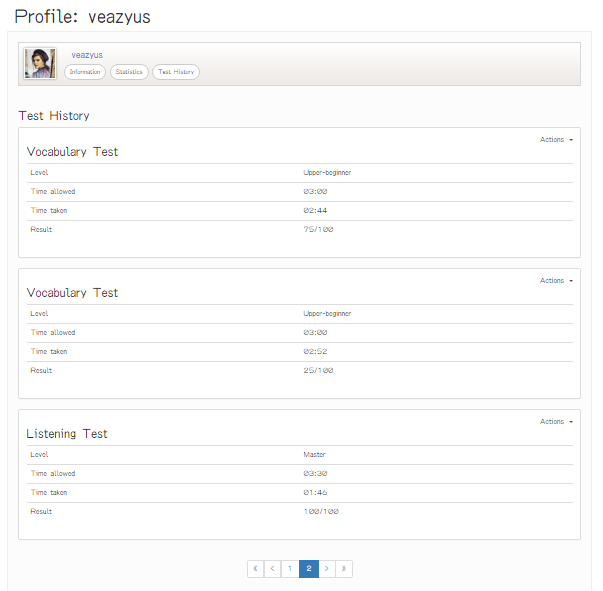 Profile: veazyus
veazyus
Information Statistics Test History
Test History
Actions
Vocabulary Test
Level Upper-beginner
Time allowed 03:00
Time taken 02:44
Result 75/100
Actions
Vocabulary Test
Level Upper-beginner
Time allowed 03:00
Time taken 02:52
Result 25/100
Actions
Listening Test
Level Master
Time allowed 03:30
Time taken 01:46
Result 100/100
« < 1 2 > »